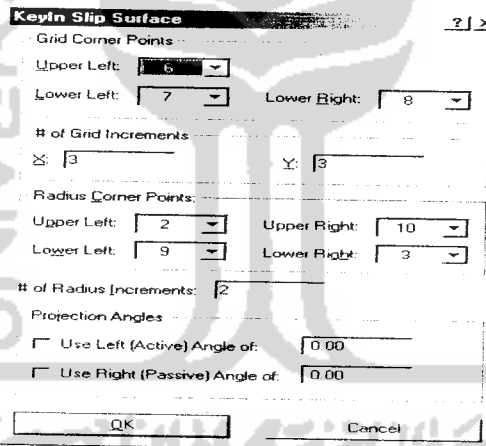 KeyIn Slip Surface
Grid Corner Points
Upper Left: 6
Lower Left: 7 Lower Right: 8
# of Grid Increments
X: 3 Y: 3
Radius Corner Points:
Upper Left: 2 Upper Right: 10
Lower Left: 9 Lower Right: 3
# of Radius Increments: 2
Projection Angles
Use Left (Active) Angle of: 0.00
Use Right (Passive) Angle of: 0.00
OK Cancel